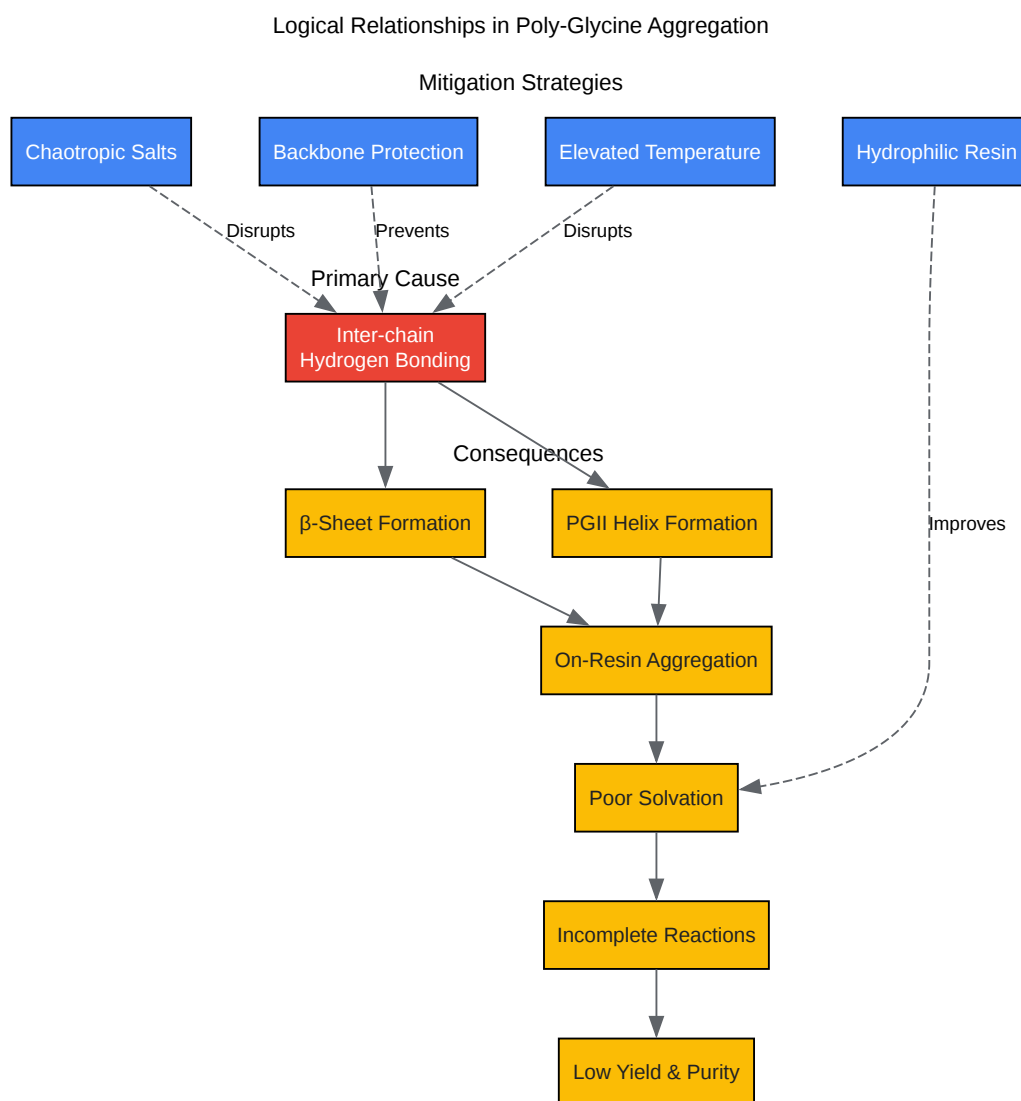 Logical Relationships in Poly-Glycine Aggregation
Mitigation Strategies
Chaotropic Salts
Backbone Protection
Elevated Temperature
Hydrophilic Resin
Disrupts
Prevents
Disrupts
Primary Cause
Inter-chain
Hydrogen Bonding
Consequences
β-Sheet Formation
PGII Helix Formation
Improves
On-Resin Aggregation
Poor Solvation
Incomplete Reactions
Low Yield & Purity